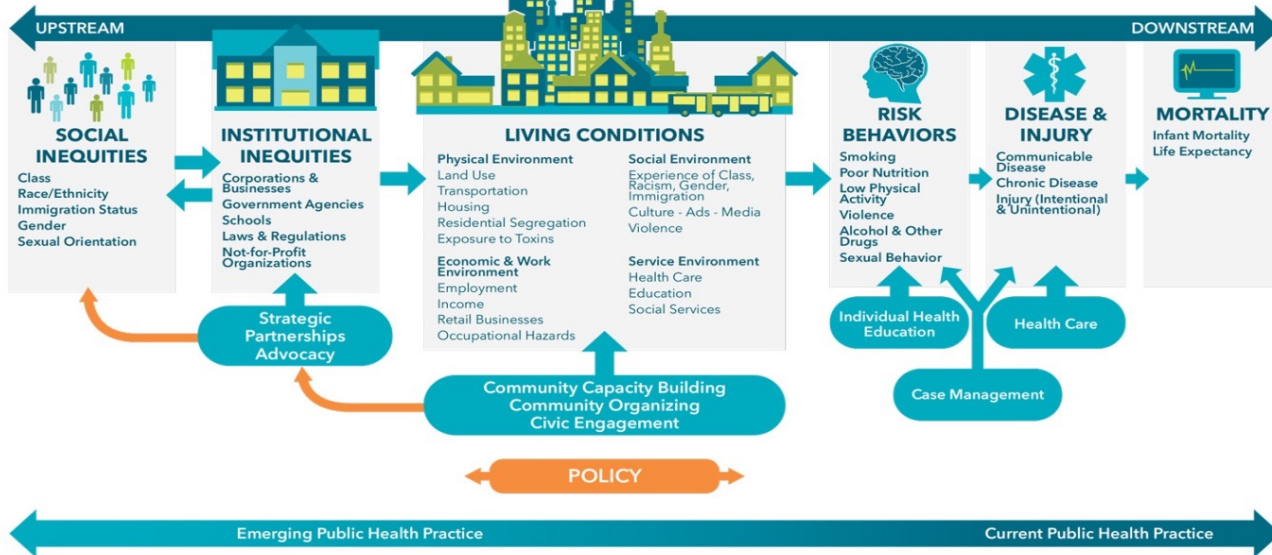 UPSTREAM
DOWNSTREAM
SOCIAL
INEQUITIES
Class
Race/Ethnicity
Immigration Status
Gender
Sexual Orientation
INSTITUTIONAL
INEQUITIES
Corporations &
Businesses
Government Agencies
Schools
Laws & Regulations
Not-for-Profit
Organizations
LIVING CONDITIONS
Physical Environment
Land Use
Transportation
Housing
Residential Segregation
Exposure to Toxins
Economic & Work
Environment
Employment
Income
Retail Businesses
Occupational Hazards
Social Environment
Experience of Class,
Racism, Gender,
Immigration
Culture - Ads - Media
Violence
Service Environment
Health Care
Education
Social Services
RISK
BEHAVIORS
Smoking
Poor Nutrition
Low Physical
Activity
Violence
Alcohol & Other
Drugs
Sexual Behavior
DISEASE &
INJURY
Communicable
Disease
Chronic Disease
Injury (Intentional
& Unintentional)
MORTALITY
Infant Mortality
Life Expectancy
Strategic
Partnerships
Advocacy
Community Capacity Building
Community Organizing
Civic Engagement
Individual Health
Education
Health Care
Case Management
POLICY
Emerging Public Health Practice
Current Public Health Practice